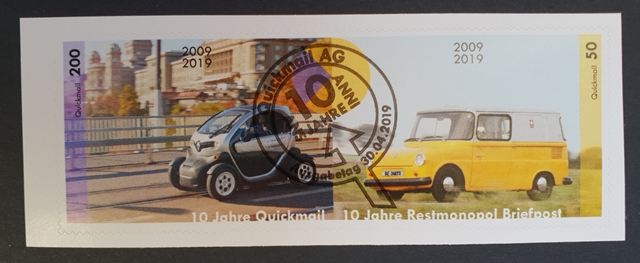 Quickmail 200
2009
2019
10 Jahre Quickmail
Quickmail AG
10
ANNI
JAHRE
Ausgabetag 30.04.2019
2009
2019
10 Jahre Restmonopol Briefpost
Quickmail 50